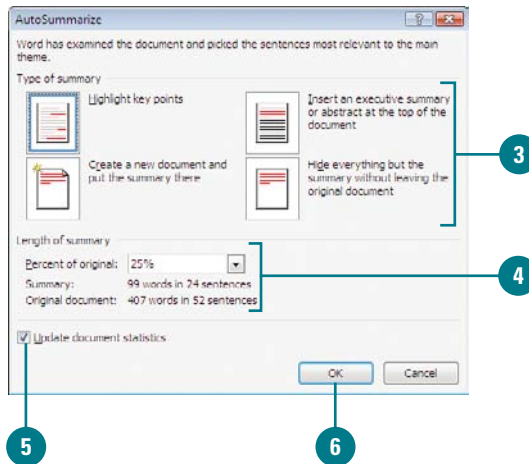 AutoSummarize
Word has examined the document and picked the sentences most relevant to the main
theme.
Type of summary
Highlight key points
Insert an executive summary
or abstract at the top of the
document
Create a new document and
put the summary there
Hide everything but the
summary without leaving the
original document
3
Length of summary
Percent of original: 25%
Summary: 99 words in 24 sentences
Original document: 407 words in 52 sentences
4
Update document statistics
OK Cancel
5 6